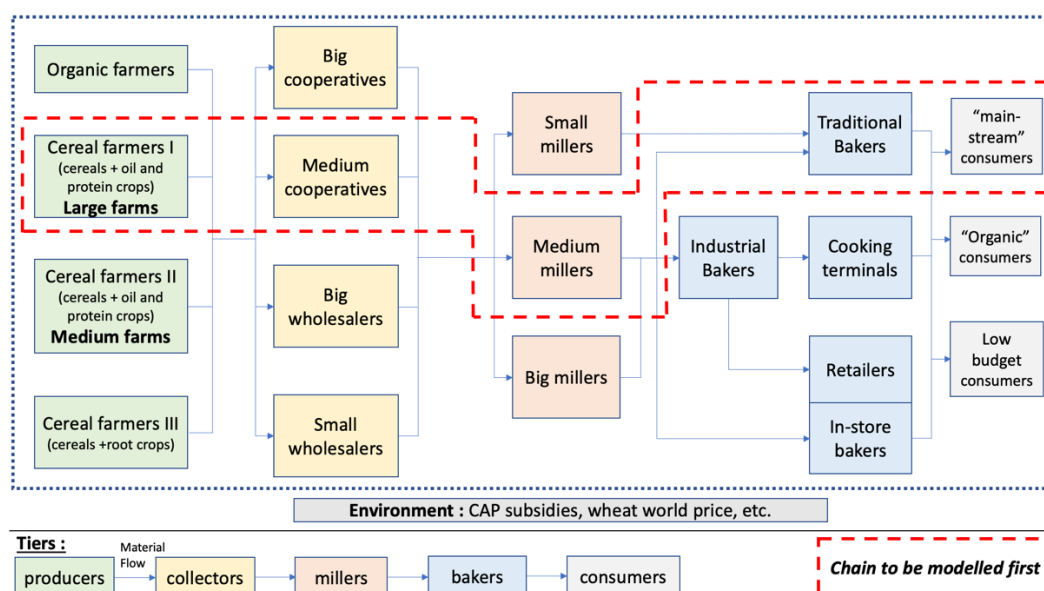 Organic farmers
Cereal farmers I
(cereals + oil and
protein crops)
Large farms
Cereal farmers II
(cereals + oil and
protein crops)
Medium farms
Cereal farmers III
(cereals +root crops)
Big
cooperatives
Medium
cooperatives
Big
wholesalers
Small
wholesalers
Small
millers
Medium
millers
Big millers
Industrial
Bakers
Traditional
Bakers
Cooking
terminals
Retailers
In-store
bakers
“main-
stream”
consumers
“Organic”
consumers
Low
budget
consumers
Environment : CAP subsidies, wheat world price, etc.
Tiers :
Material
Flow
producers
collectors
millers
bakers
consumers
Chain to be modelled first